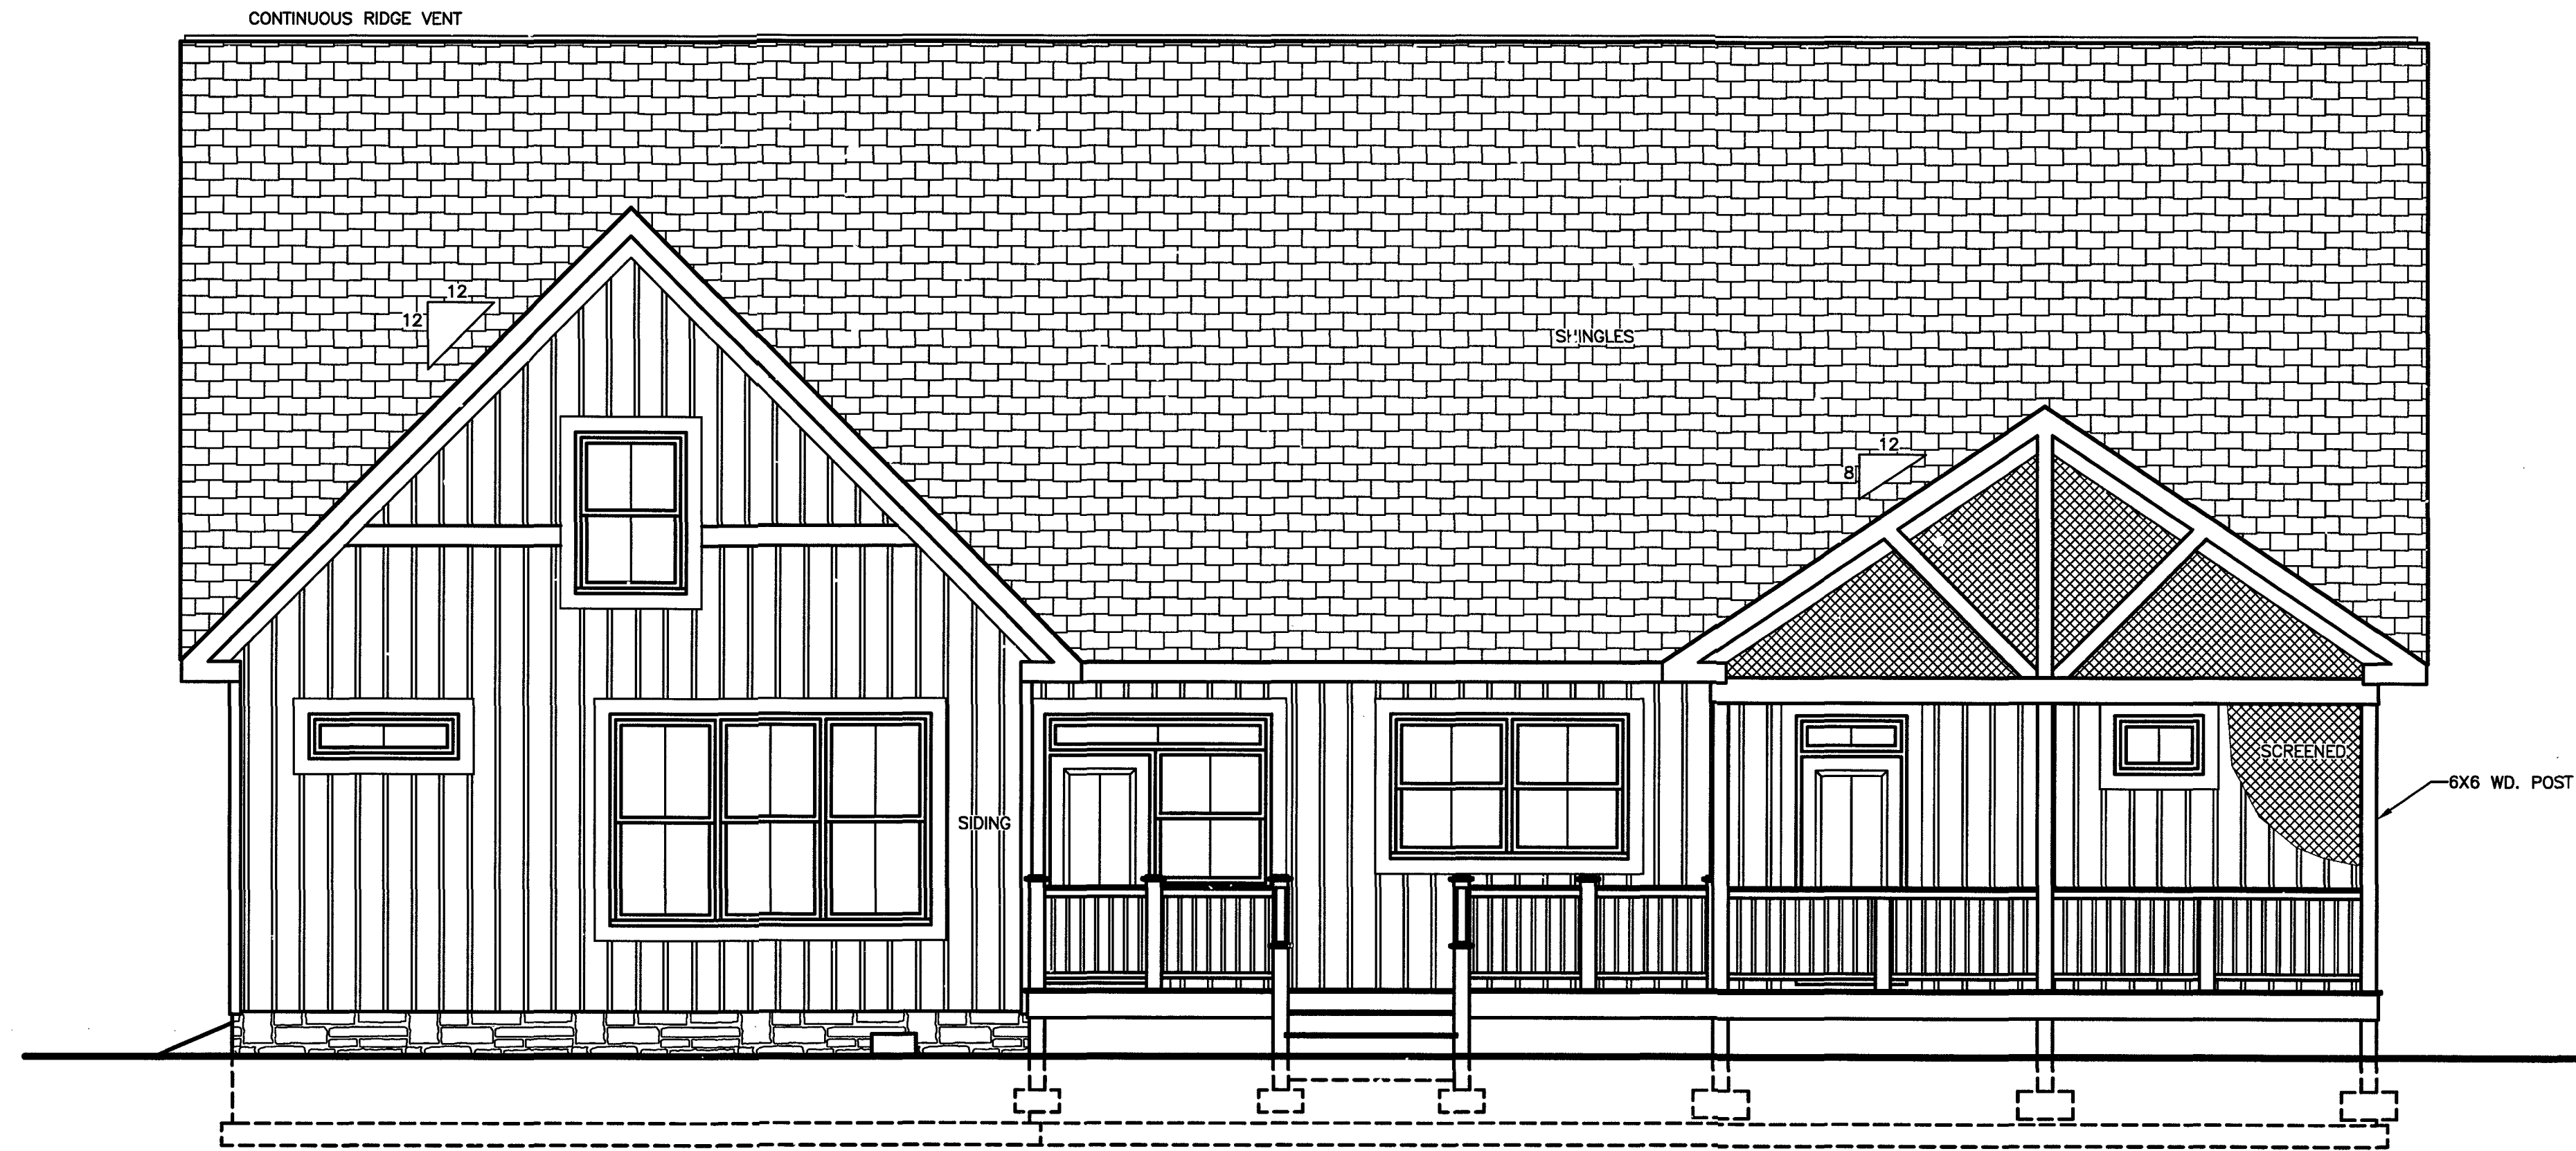 CONTINUOUS RIDGE VENT
12
12
SHINGLES
12
8
SCREENED
6X6 WD. POST
SIDING